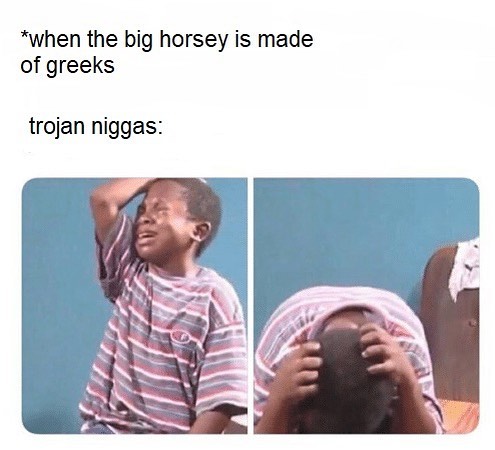 *when the big horsey is made
of greeks
trojan niggas: